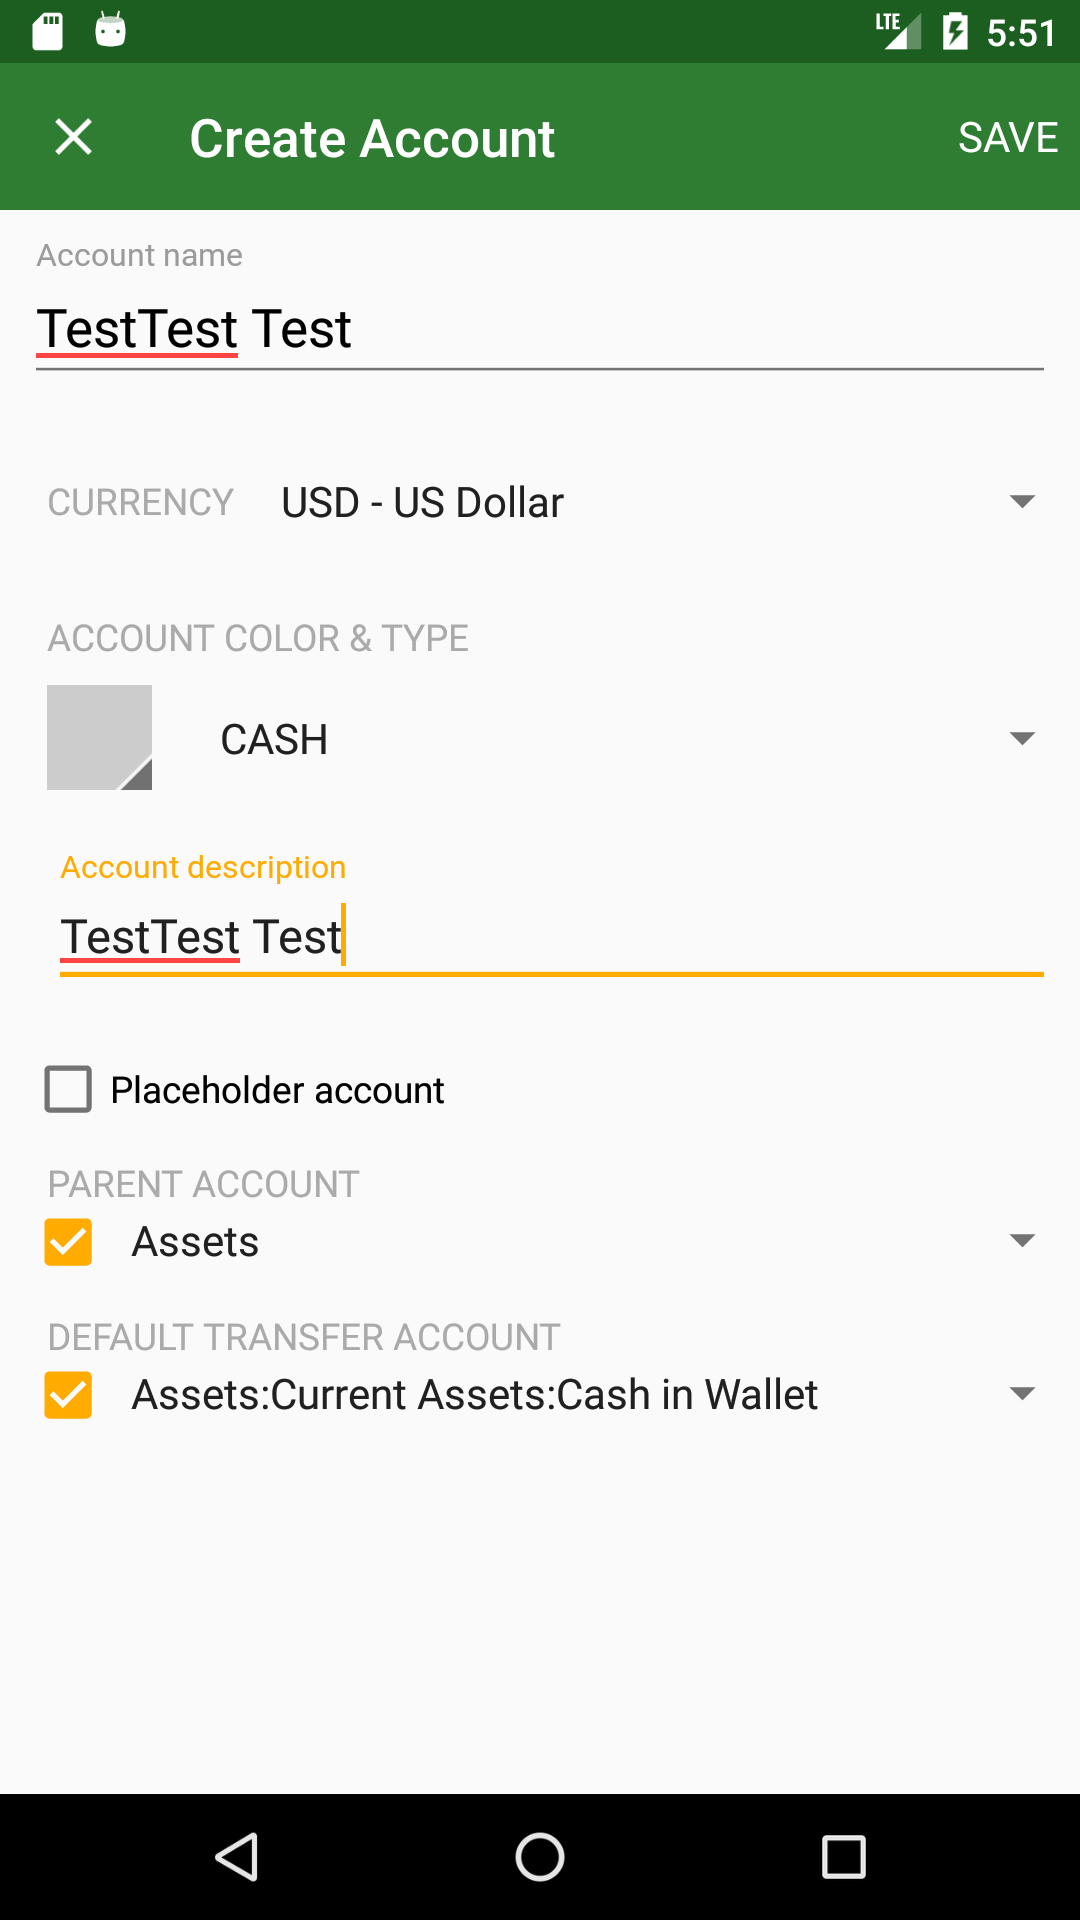 LTE 5:51
Create Account SAVE
Account name
TestTest Test
CURRENCY USD - US Dollar
ACCOUNT COLOR & TYPE
CASH
Account description
TestTest Test
Placeholder account
PARENT ACCOUNT
Assets
DEFAULT TRANSFER ACCOUNT
Assets:Current Assets:Cash in Wallet